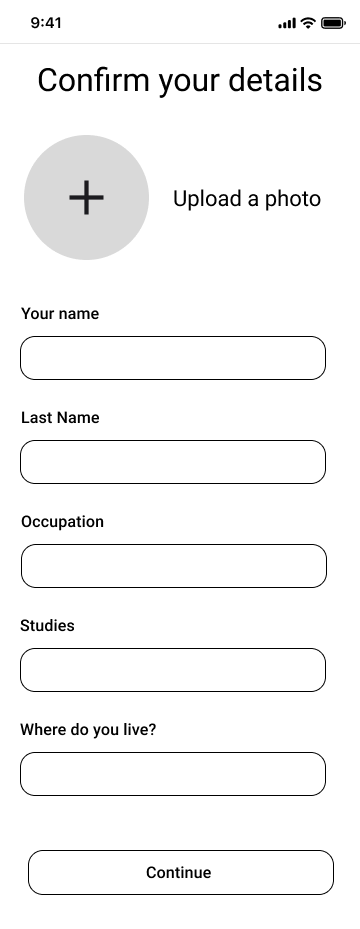 9:41
Confirm your details
Upload a photo
Your name
Last Name
Occupation
Studies
Where do you live?
Continue